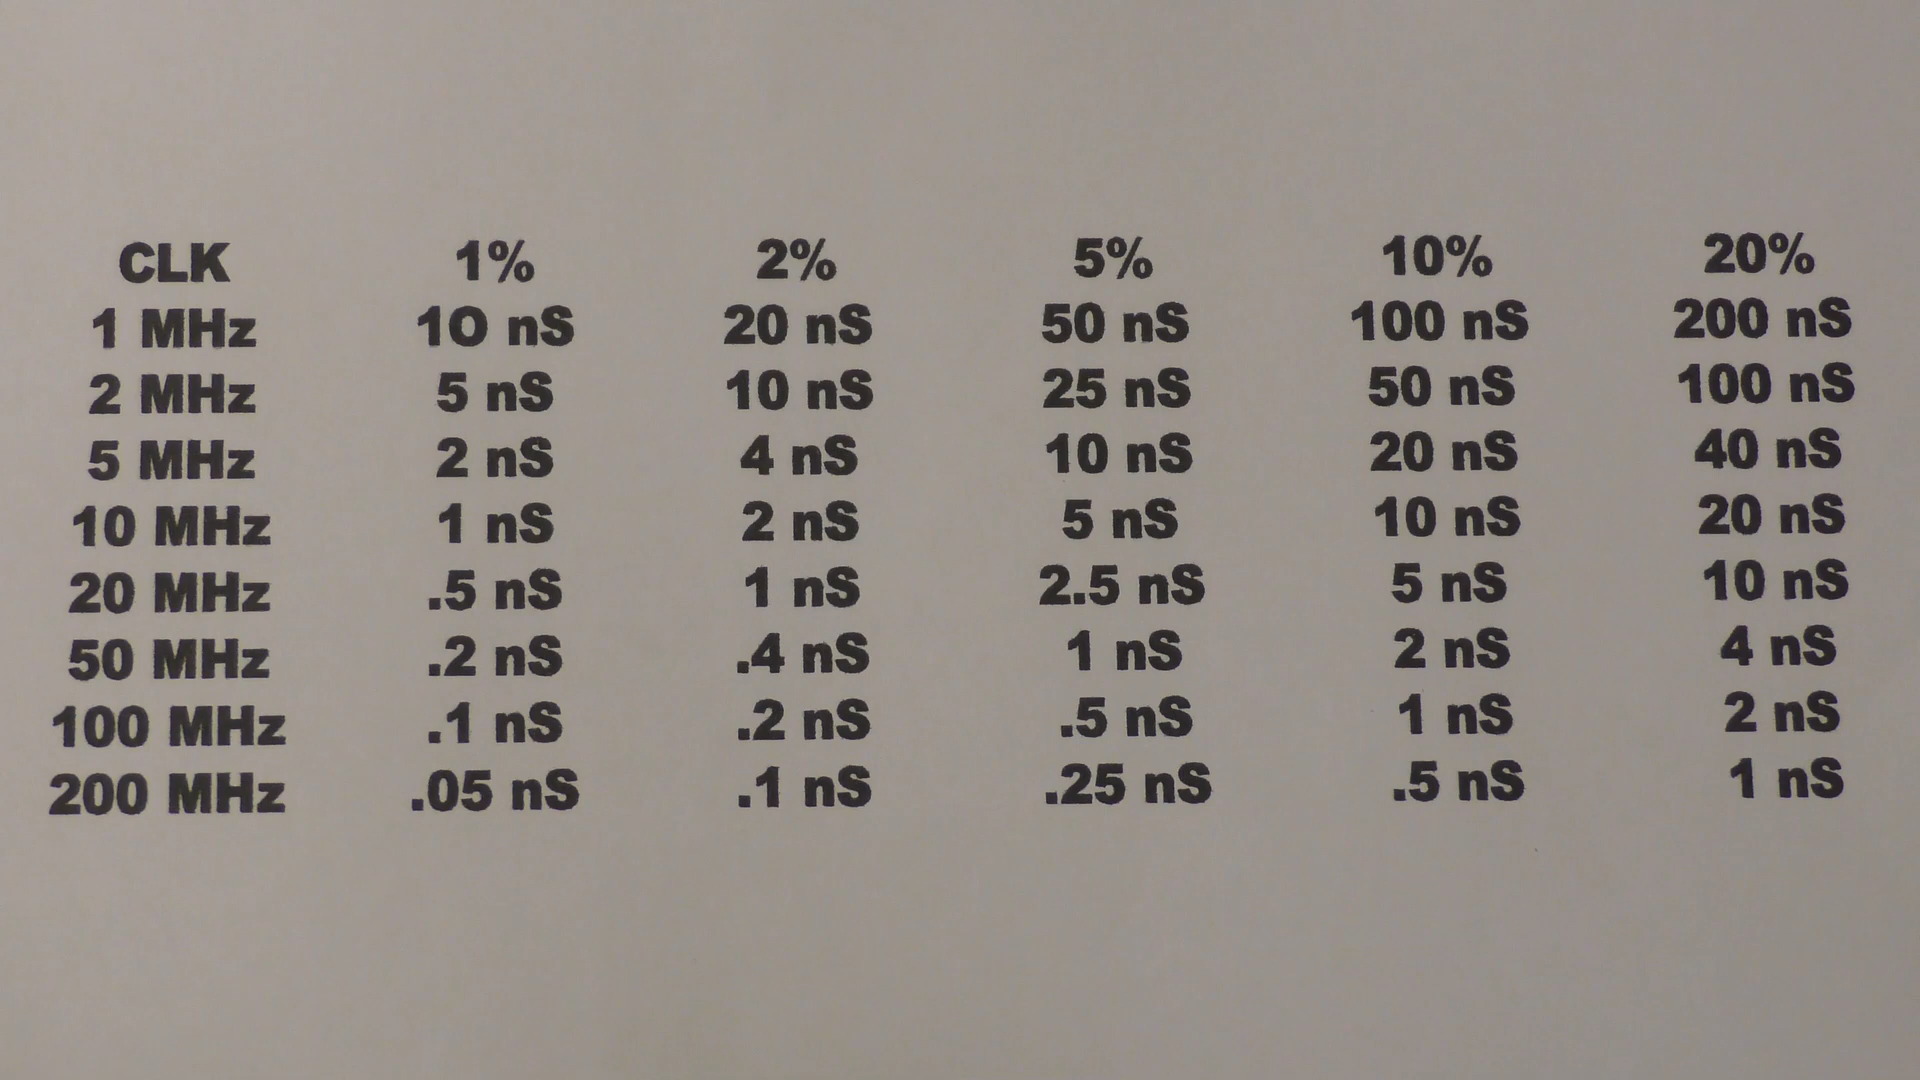 CLK 1% 2% 5% 10% 20%
1 MHz 1O nS 20 nS 50 nS 100 nS 200 nS
2 MHz 5 nS 10 nS 25 nS 50 nS 100 nS
5 MHz 2 nS 4 nS 10 nS 20 nS 40 nS
10 MHz 1 nS 2 nS 5 nS 10 nS 20 nS
20 MHz .5 nS 1 nS 2.5 nS 5 nS 10 nS
50 MHz .2 nS .4 nS 1 nS 2 nS 4 nS
100 MHz .1 nS .2 nS .5 nS 1 nS 2 nS
200 MHz .05 nS .1 nS .25 nS .5 nS 1 nS